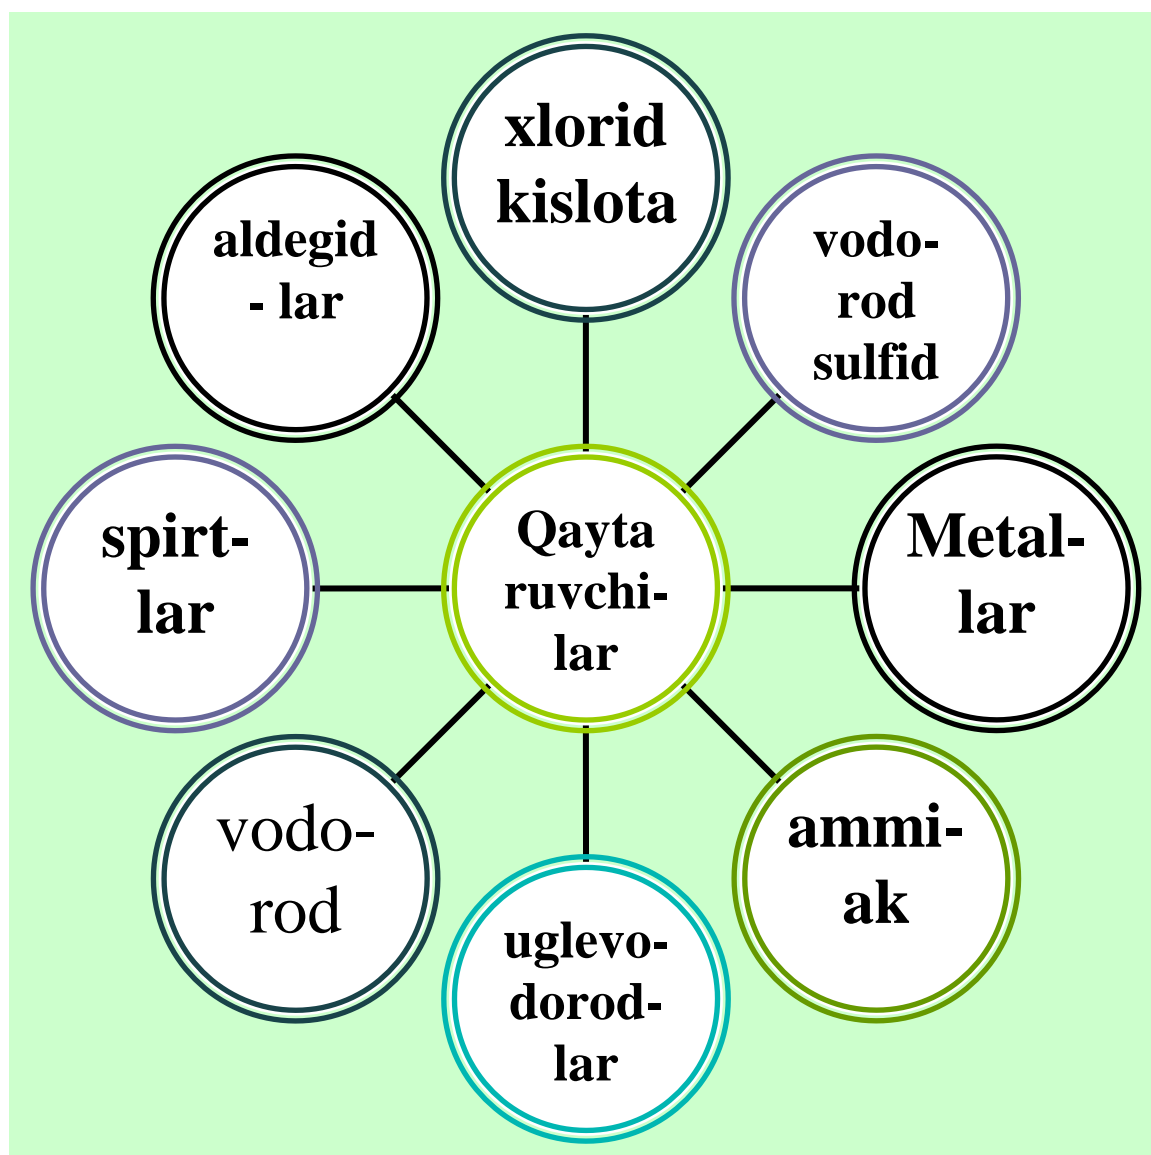 xlorid
kislota
vodo-
rod
sulfid
Metal-
lar
ammi-
ak
uglevo-
dorod-
lar
vodo-
rod
spirt-
lar
aldegid
- lar
Qayta
ruvchi-
lar